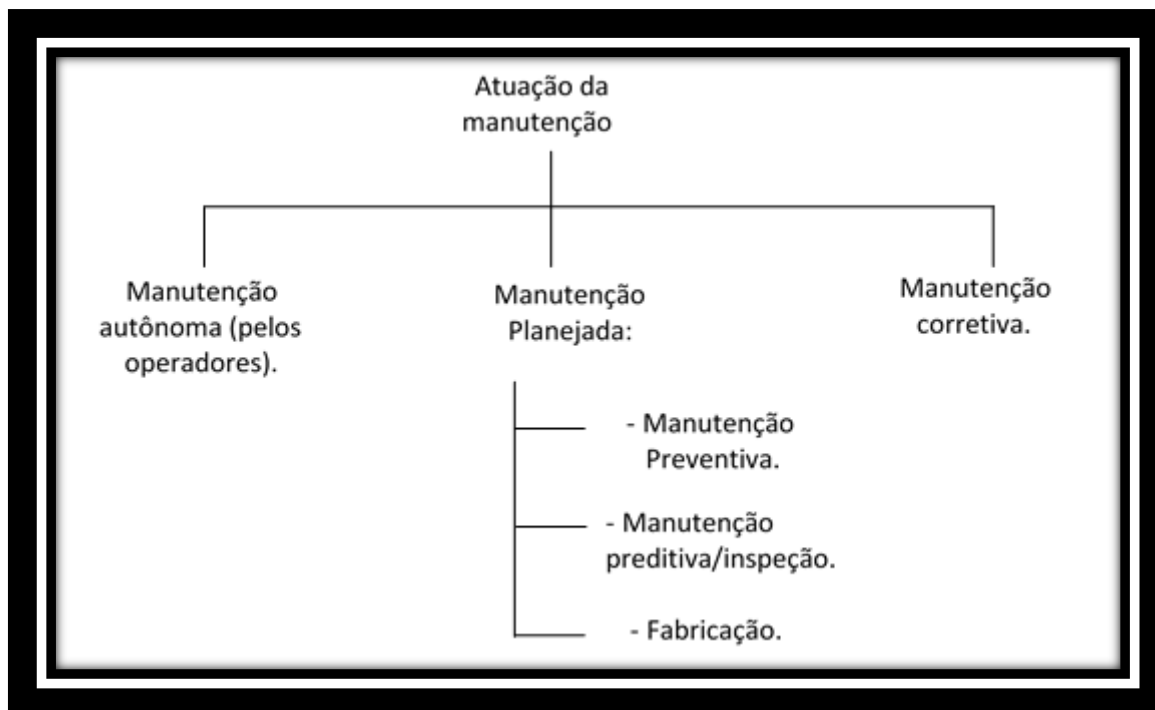 Atuação da
manutenção
Manutenção
autônoma (pelos
operadores).
Manutenção
Planejada:
Manutenção
corretiva.
- Manutenção
Preventiva.
- Manutenção
preditiva/inspeção.
- Fabricação.